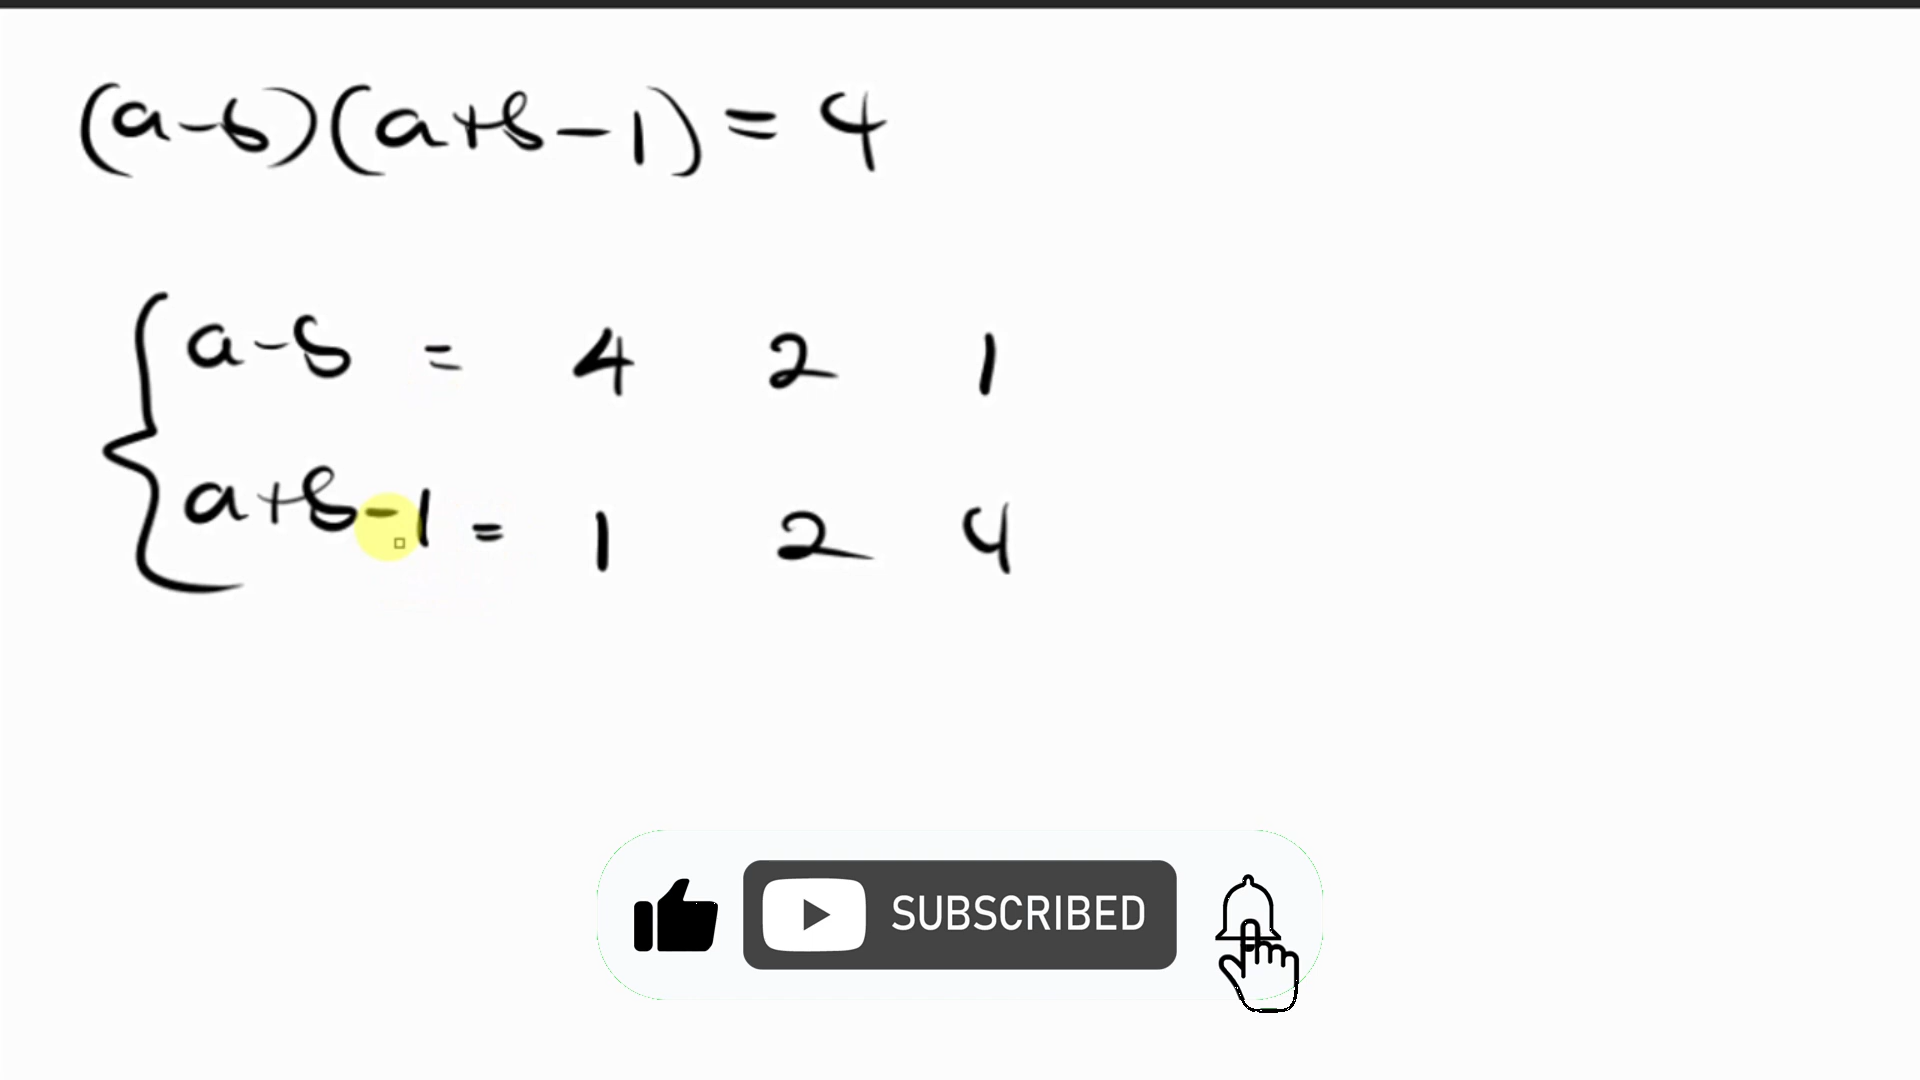 (a-b)(a+b-1) = 4
a-b = 4 2 1
a+b-1 = 1 2 4
SUBSCRIBED